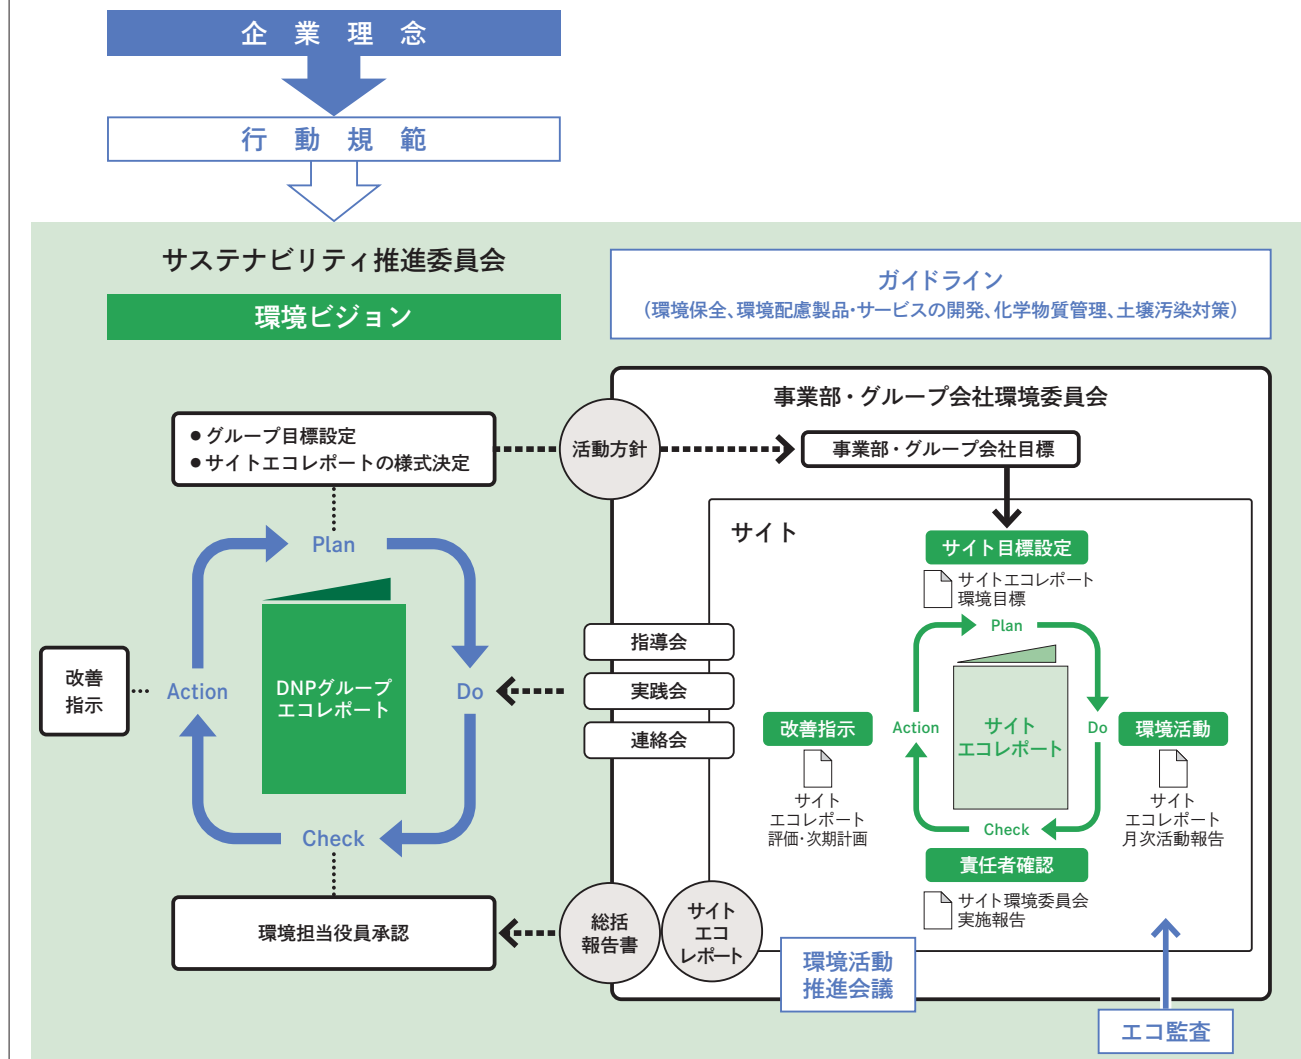 企業理念
行動規範
サステナビリティ推進委員会
環境ビジョン
ガイドライン
(環境保全、環境配慮製品・サービスの開発、化学物質管理、土壌汚染対策)
● グループ目標設定
● サイトエコレポートの様式決定
活動方針
事業部・グループ会社環境委員会
事業部・グループ会社目標
Plan
Do
Check
Action
DNPグループ
エコレポート
改善
指示
環境担当役員承認
指導会
実践会
連絡会
総括
報告書
サイト
エコ
レポート
サイト
サイト目標設定
サイトエコレポート
環境目標
Plan
Do
Check
Action
サイト
エコレポート
環境活動
サイト
エコレポート
月次活動報告
改善指示
サイト
エコレポート
評価・次期計画
責任者確認
サイト環境委員会
実施報告
環境活動
推進会議
エコ監査